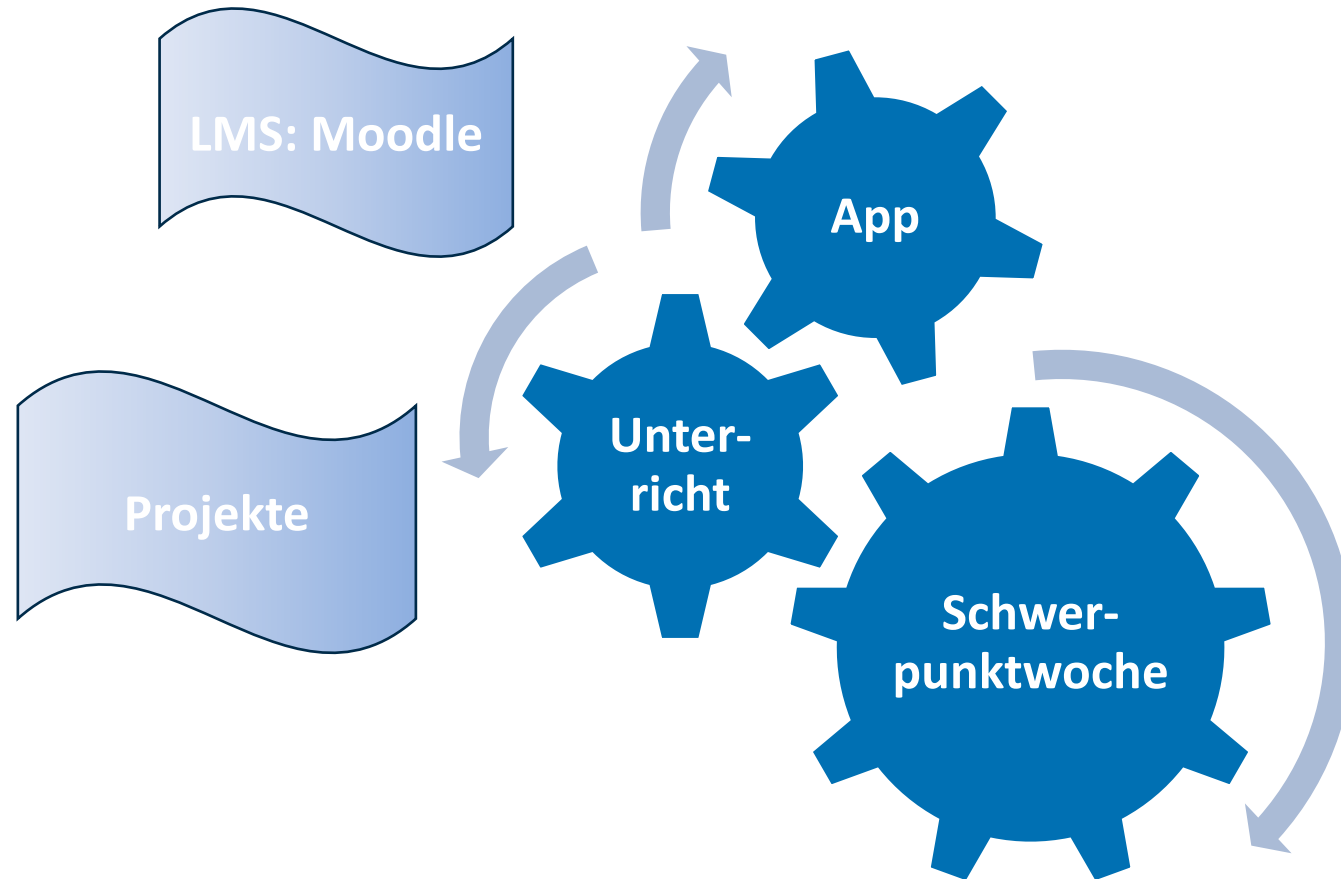 LMS: Moodle
App
Unter-
richt
Projekte
Schwer-
punktwoche